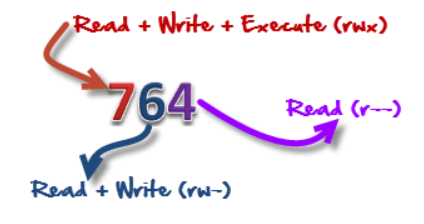 Read + Write + Execute (rwx)
764
Read (r--)
Read + Write (rw-)